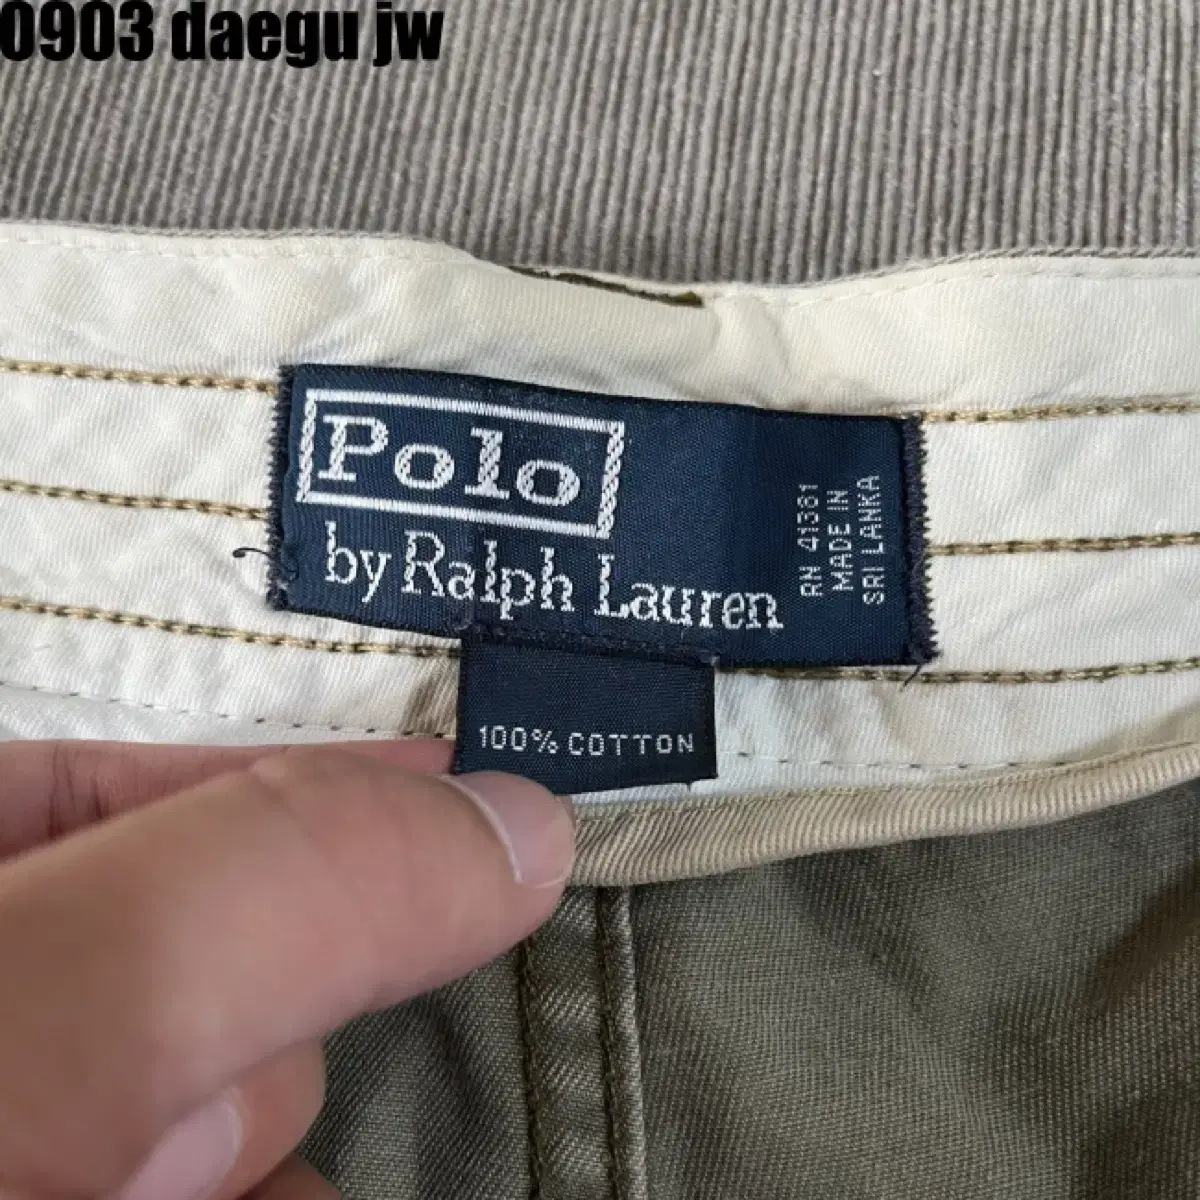 0903 daegu jw
Polo
by Ralph Lauren
RN 41381
MADE IN
SRI LANKA
100% COTTON